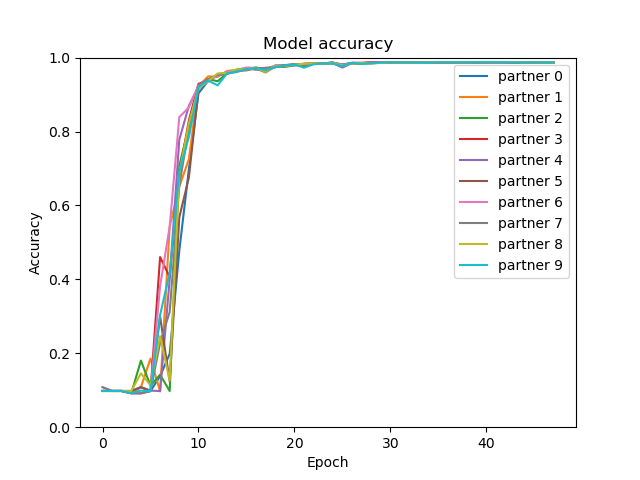 Model accuracy
1.0
0.8
0.6
0.4
0.2
0.0
Accuracy
partner 0
partner 1
partner 2
partner 3
partner 4
partner 5
partner 6
partner 7
partner 8
partner 9
0 10 20 30 40
Epoch